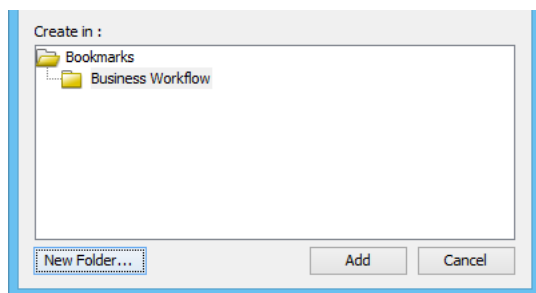 Create in :
Bookmarks
Business Workflow
New Folder... Add Cancel